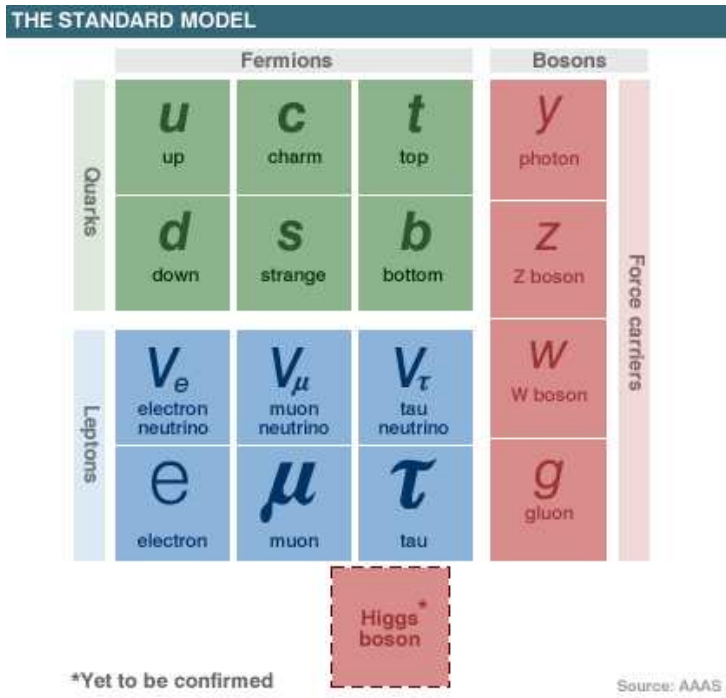 THE STANDARD MODEL
Fermions
Bosons
Quarks
u
up
c
charm
t
top
y
photon
d
down
s
strange
b
bottom
z
Z boson
Force carriers
Leptons
Ve
electron
neutrino
Vμ
muon
neutrino
Vτ
tau
neutrino
w
W boson
e
electron
μ
muon
τ
tau
g
gluon
Higgs*
boson
*Yet to be confirmed
Source: AAAS